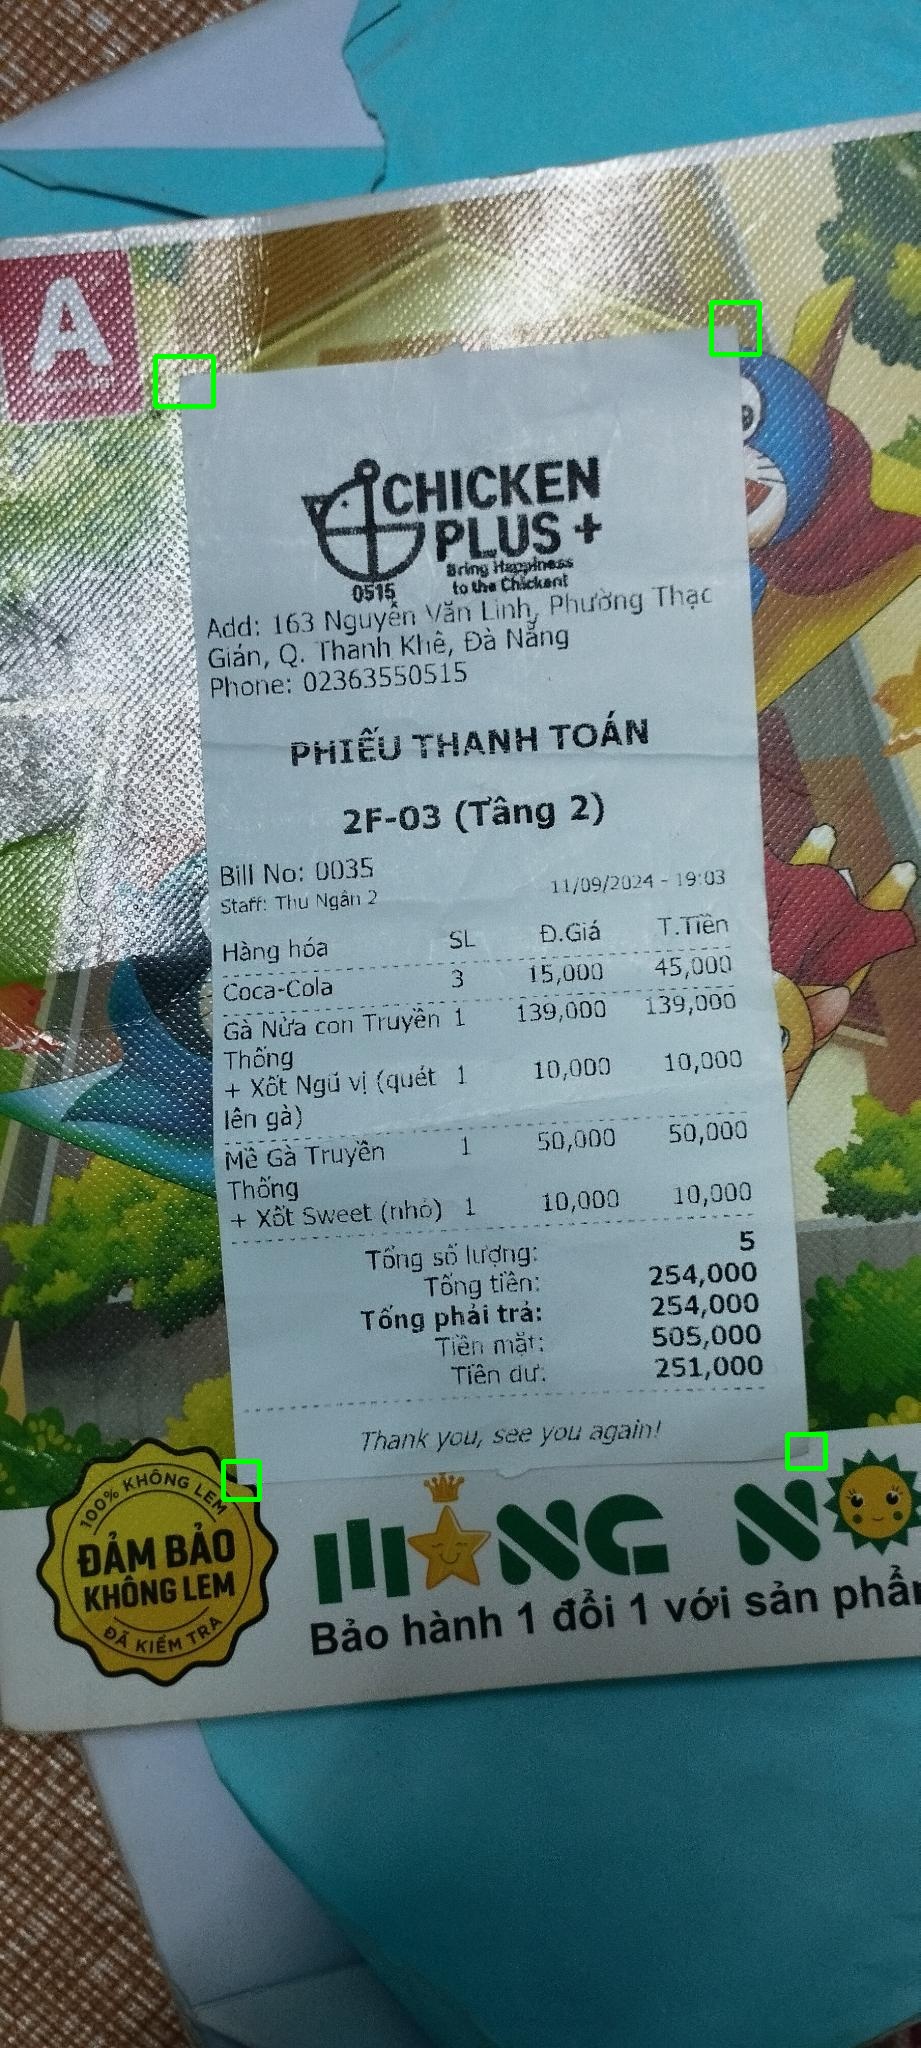 A
CHICKEN
PLUS +
Bring Happiness
to the Chickent
0515
Add: 163 Nguyễn Văn Linh, Phường Thạc
Gián, Q. Thanh Khê, Đà Nẵng
Phone: 02363550515
PHIẾU THANH TOÁN
2F-03 (Tầng 2)
Bill No: 0035
Staff: Thu Ngân 2 11/09/2024 - 19:03
Hàng hóa SL Đ.Giá T.Tiền
Coca-Cola 3 15,000 45,000
Gà Nửa con Truyền 1 139,000 139,000
Thống
+ Xốt Ngũ vị (quét 1 10,000 10,000
lên gà)
Mề Gà Truyền 1 50,000 50,000
Thống
+ Xốt Sweet (nhỏ) 1 10,000 10,000
Tổng số lượng: 5
Tổng tiền: 254,000
Tổng phải trả: 254,000
Tiền mặt: 505,000
Tiền dư: 251,000
Thank you, see you again!
100% KHÔNG LEM
ĐẢM BẢO
KHÔNG LEM
ĐÃ KIỂM TRA
MĂNG NO
Bảo hành 1 đổi 1 với sản phẩ